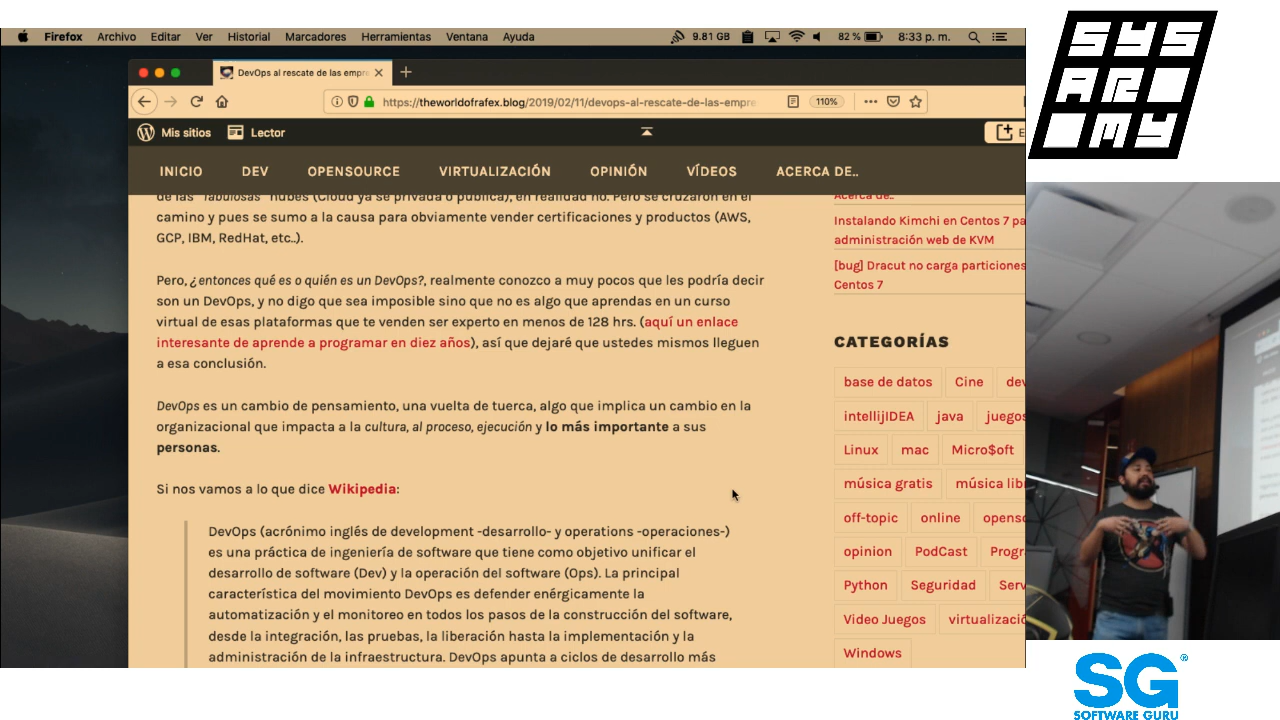 Firefox Archivo Editar Ver Historial Marcadores Herramientas Ventana Ayuda 9.81 GB 82 % 8:33 p. m.
DevOps al rescate de las empre
https://theworldofrafex.blog/2019/02/11/devops-al-rescate-de-las-empre 110%
Mis sitios Lector E
INICIO DEV OPENSOURCE VIRTUALIZACIÓN OPINIÓN VÍDEOS ACERCA DE..
de las "fabulosas" nubes (Cloud ya se privada o pública), en realidad no. Pero se cruzaron en el
camino y pues se sumo a la causa para obviamente vender certificaciones y productos (AWS,
GCP, IBM, RedHat, etc..).
Pero, ¿entonces qué es o quién es un DevOps?, realmente conozco a muy pocos que les podría decir
son un DevOps, y no digo que sea imposible sino que no es algo que aprendas en un curso
virtual de esas plataformas que te venden ser experto en menos de 128 hrs. (aquí un enlace
interesante de aprende a programar en diez años), así que dejaré que ustedes mismos lleguen
a esa conclusión.
DevOps es un cambio de pensamiento, una vuelta de tuerca, algo que implica un cambio en la
organizacional que impacta a la cultura, al proceso, ejecución y lo más importante a sus
personas.
Si nos vamos a lo que dice Wikipedia:
DevOps (acrónimo inglés de development -desarrollo- y operations -operaciones-)
es una práctica de ingeniería de software que tiene como objetivo unificar el
desarrollo de software (Dev) y la operación del software (Ops). La principal
característica del movimiento DevOps es defender enérgicamente la
automatización y el monitoreo en todos los pasos de la construcción del software,
desde la integración, las pruebas, la liberación hasta la implementación y la
administración de la infraestructura. DevOps apunta a ciclos de desarrollo más
Acerca de..
Instalando Kimchi en Centos 7 pa
administración web de KVM
[bug] Dracut no carga particiones
Centos 7
CATEGORÍAS
base de datos Cine dev
intellijIDEA java juegos
Linux mac Micro$oft
música gratis música lib
off-topic online openso
opinion PodCast Progr
Python Seguridad Serv
Video Juegos virtualizació
Windows
SYS
AR
MY
SG®
SOFTWARE GURU